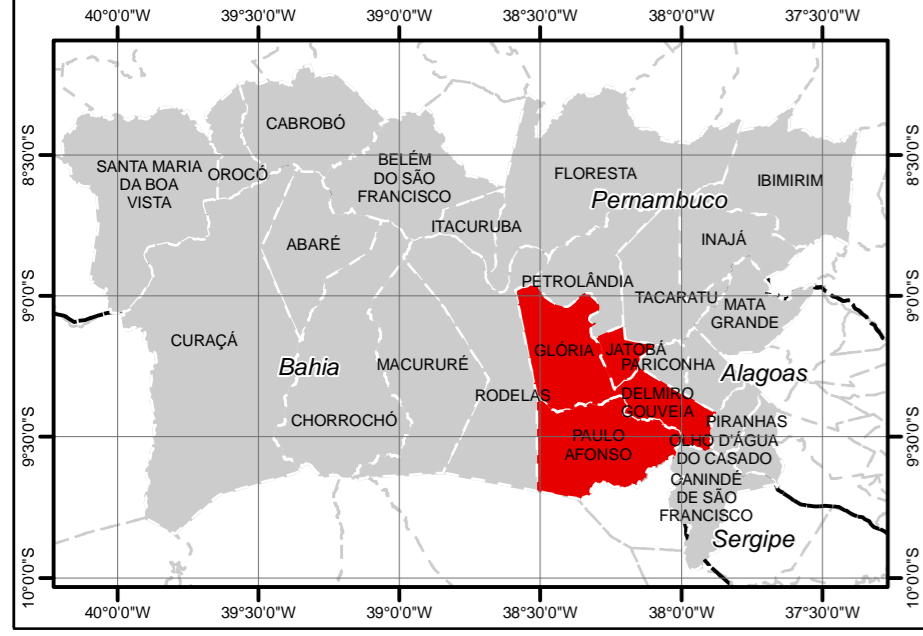 40°0'0"W 39°30'0"W 39°0'0"W 38°30'0"W 38°0'0"W 37°30'0"W
8°30'0"S
9°0'0"S
9°30'0"S
10°0'0"S
CABROBÓ
SANTA MARIA
DA BOA
VISTA
OROCÓ
BELÉM
DO SÃO
FRANCISCO
FLORESTA
IBIMIRIM
Pernambuco
ITACURUBA
ABARÉ
INAJÁ
PETROLÂNDIA
TACARATU
MATA
GRANDE
CURAÇÁ
Bahia
MACURURÉ
GLÓRIA
JATOBÁ
PARICONHA
Alagoas
RODELAS
DELMIRO
GOUVEIA
CHORROCHÓ
PIRANHAS
PAULO
AFONSO
OLHO D'ÁGUA
DO CASADO
CANINDÉ
DE SÃO
FRANCISCO
Sergipe
8°30'0"S
9°0'0"S
9°30'0"S
10°0'0"S
40°0'0"W 39°30'0"W 39°0'0"W 38°30'0"W 38°0'0"W 37°30'0"W